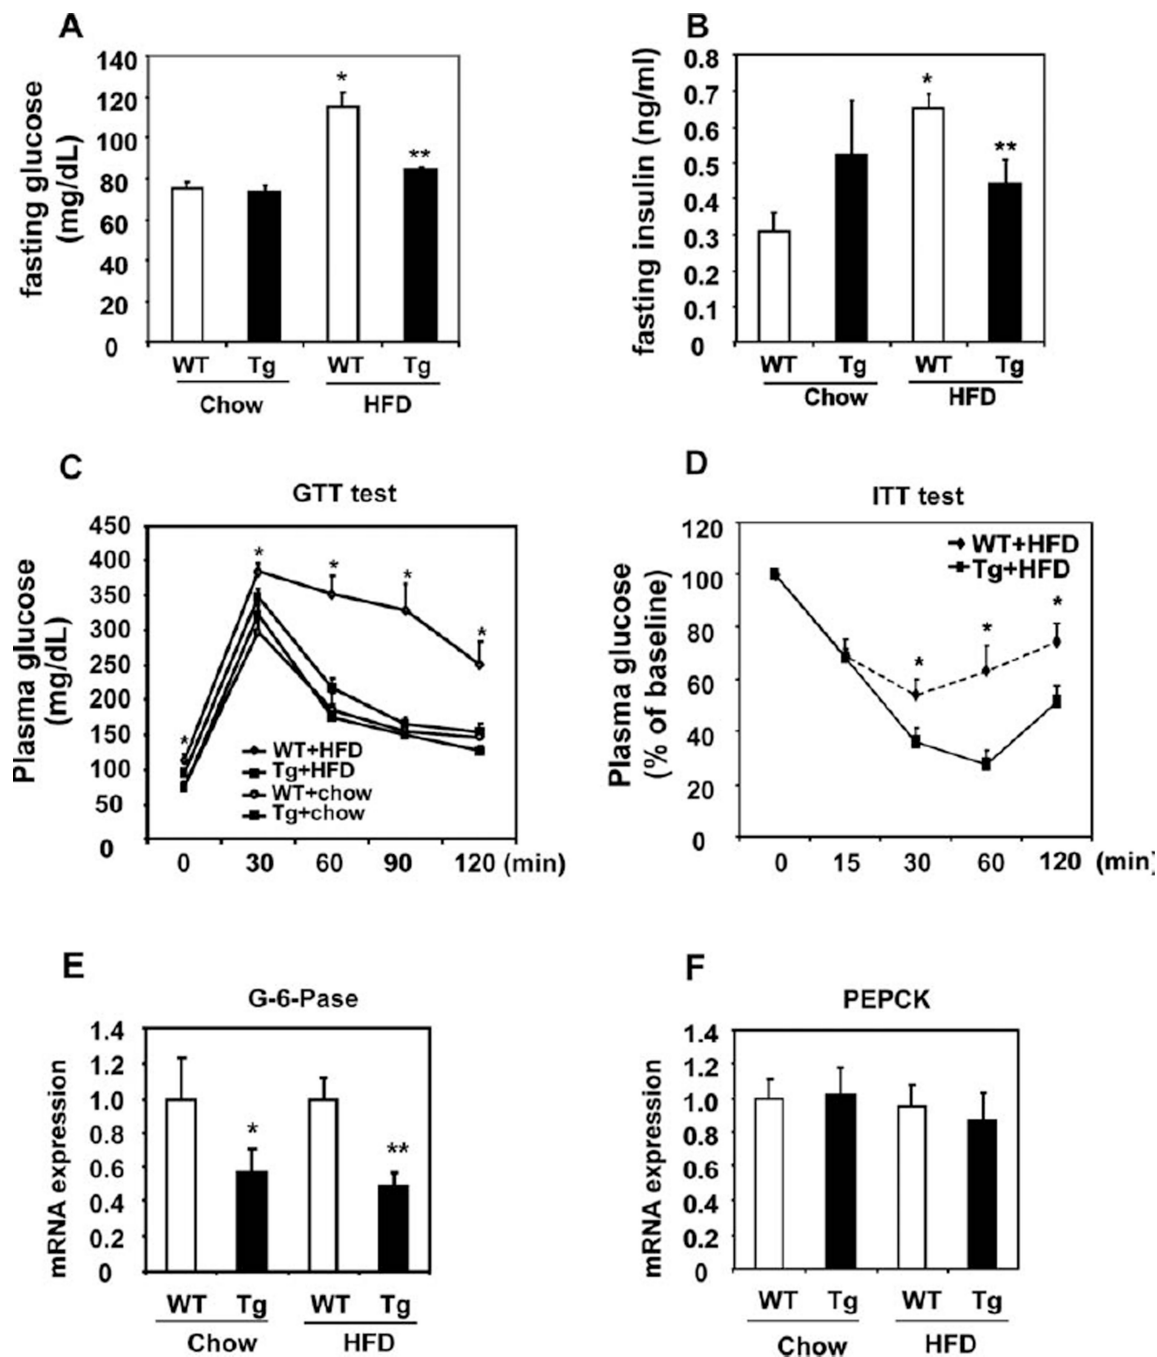 A
fasting glucose
(mg/dL)
140
120
100
80
60
40
20
0
*
**
WT Tg WT Tg
Chow HFD
B
fasting insulin (ng/ml)
0.8
0.7
0.6
0.5
0.4
0.3
0.2
0.1
0
*
**
WT Tg WT Tg
Chow HFD
C
GTT test
Plasma glucose
(mg/dL)
450
400
350
300
250
200
150
100
50
0
* * * * *
WT+HFD
Tg+HFD
WT+chow
Tg+chow
0 30 60 90 120 (min)
D
ITT test
Plasma glucose
(% of baseline)
120
100
80
60
40
20
0
WT+HFD
Tg+HFD
* * *
0 15 30 60 120 (min)
E
G-6-Pase
mRNA expression
1.4
1.2
1.0
0.8
0.6
0.4
0.2
0
*
**
WT Tg WT Tg
Chow HFD
F
PEPCK
mRNA expression
1.4
1.2
1.0
0.8
0.6
0.4
0.2
0
WT Tg WT Tg
Chow HFD